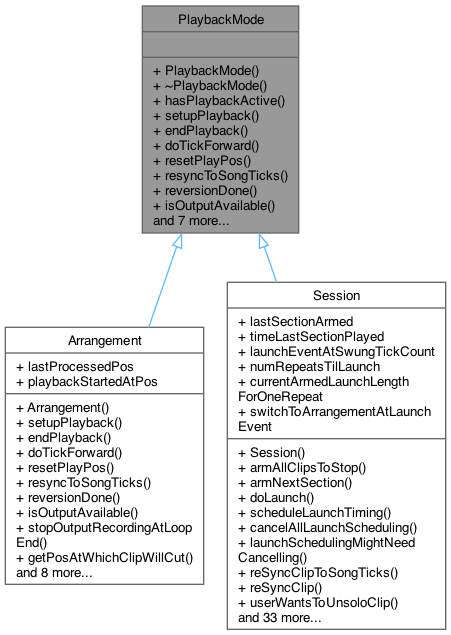 PlaybackMode
+ PlaybackMode()
+ ~PlaybackMode()
+ hasPlaybackActive()
+ setupPlayback()
+ endPlayback()
+ doTickForward()
+ resetPlayPos()
+ resyncToSongTicks()
+ reversionDone()
+ isOutputAvailable()
and 7 more...
Arrangement
+ lastProcessedPos
+ playbackStartedAtPos
+ Arrangement()
+ setupPlayback()
+ endPlayback()
+ doTickForward()
+ resetPlayPos()
+ resyncToSongTicks()
+ reversionDone()
+ isOutputAvailable()
+ stopOutputRecordingAtLoop
End()
+ getPosAtWhichClipWillCut()
and 8 more...
Session
+ lastSectionArmed
+ timeLastSectionPlayed
+ launchEventAtSwungTickCount
+ numRepeatsTilLaunch
+ currentArmedLaunchLength
ForOneRepeat
+ switchToArrangementAtLaunch
Event
+ Session()
+ armAllClipsToStop()
+ armNextSection()
+ doLaunch()
+ scheduleLaunchTiming()
+ cancelAllLaunchScheduling()
+ launchSchedulingMightNeed
Cancelling()
+ reSyncClipToSongTicks()
+ reSyncClip()
+ userWantsToUnsoloClip()
and 33 more...